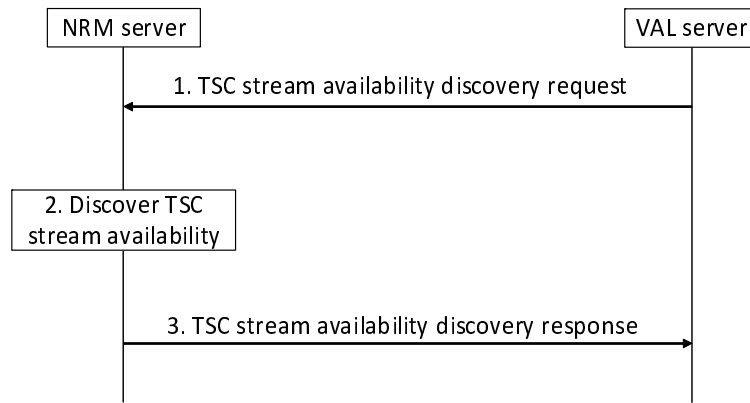 NRM server
VAL server
1. TSC stream availability discovery request
2. Discover TSC
stream availability
3. TSC stream availability discovery response